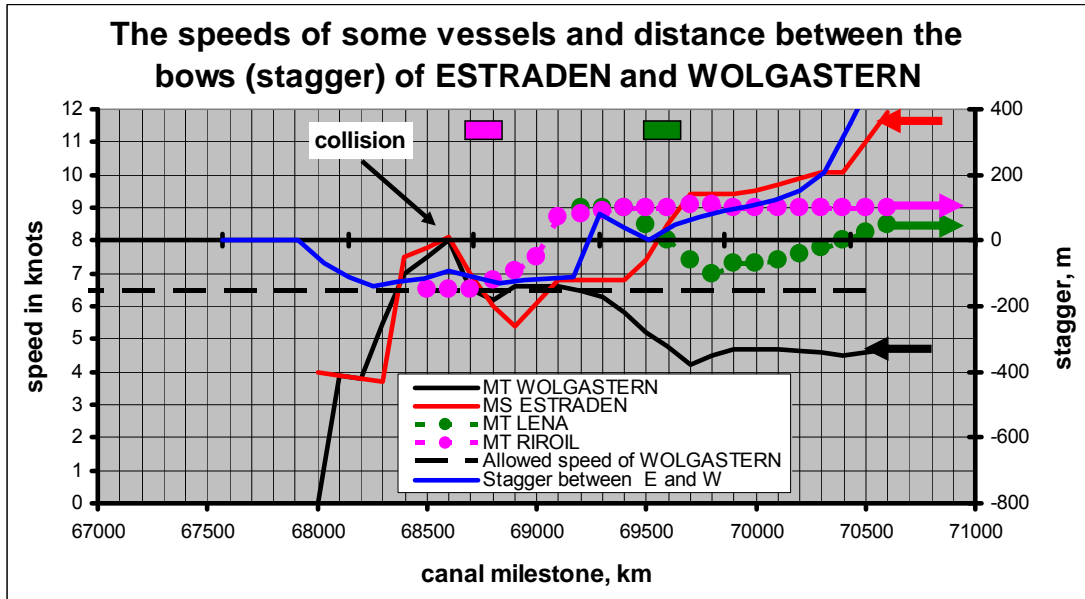 The speeds of some vessels and distance between the
bows (stagger) of ESTRADEN and WOLGASTERN
collision
speed in knots
12
11
10
9
8
7
6
5
4
3
2
1
0
400
200
0
-200
-400
-600
-800
stagger, m
MT WOLGASTERN
MS ESTRADEN
MT LENA
MT RIROIL
Allowed speed of WOLGASTERN
Stagger between E and W
67000 67500 68000 68500 69000 69500 70000 70500 71000
canal milestone, km